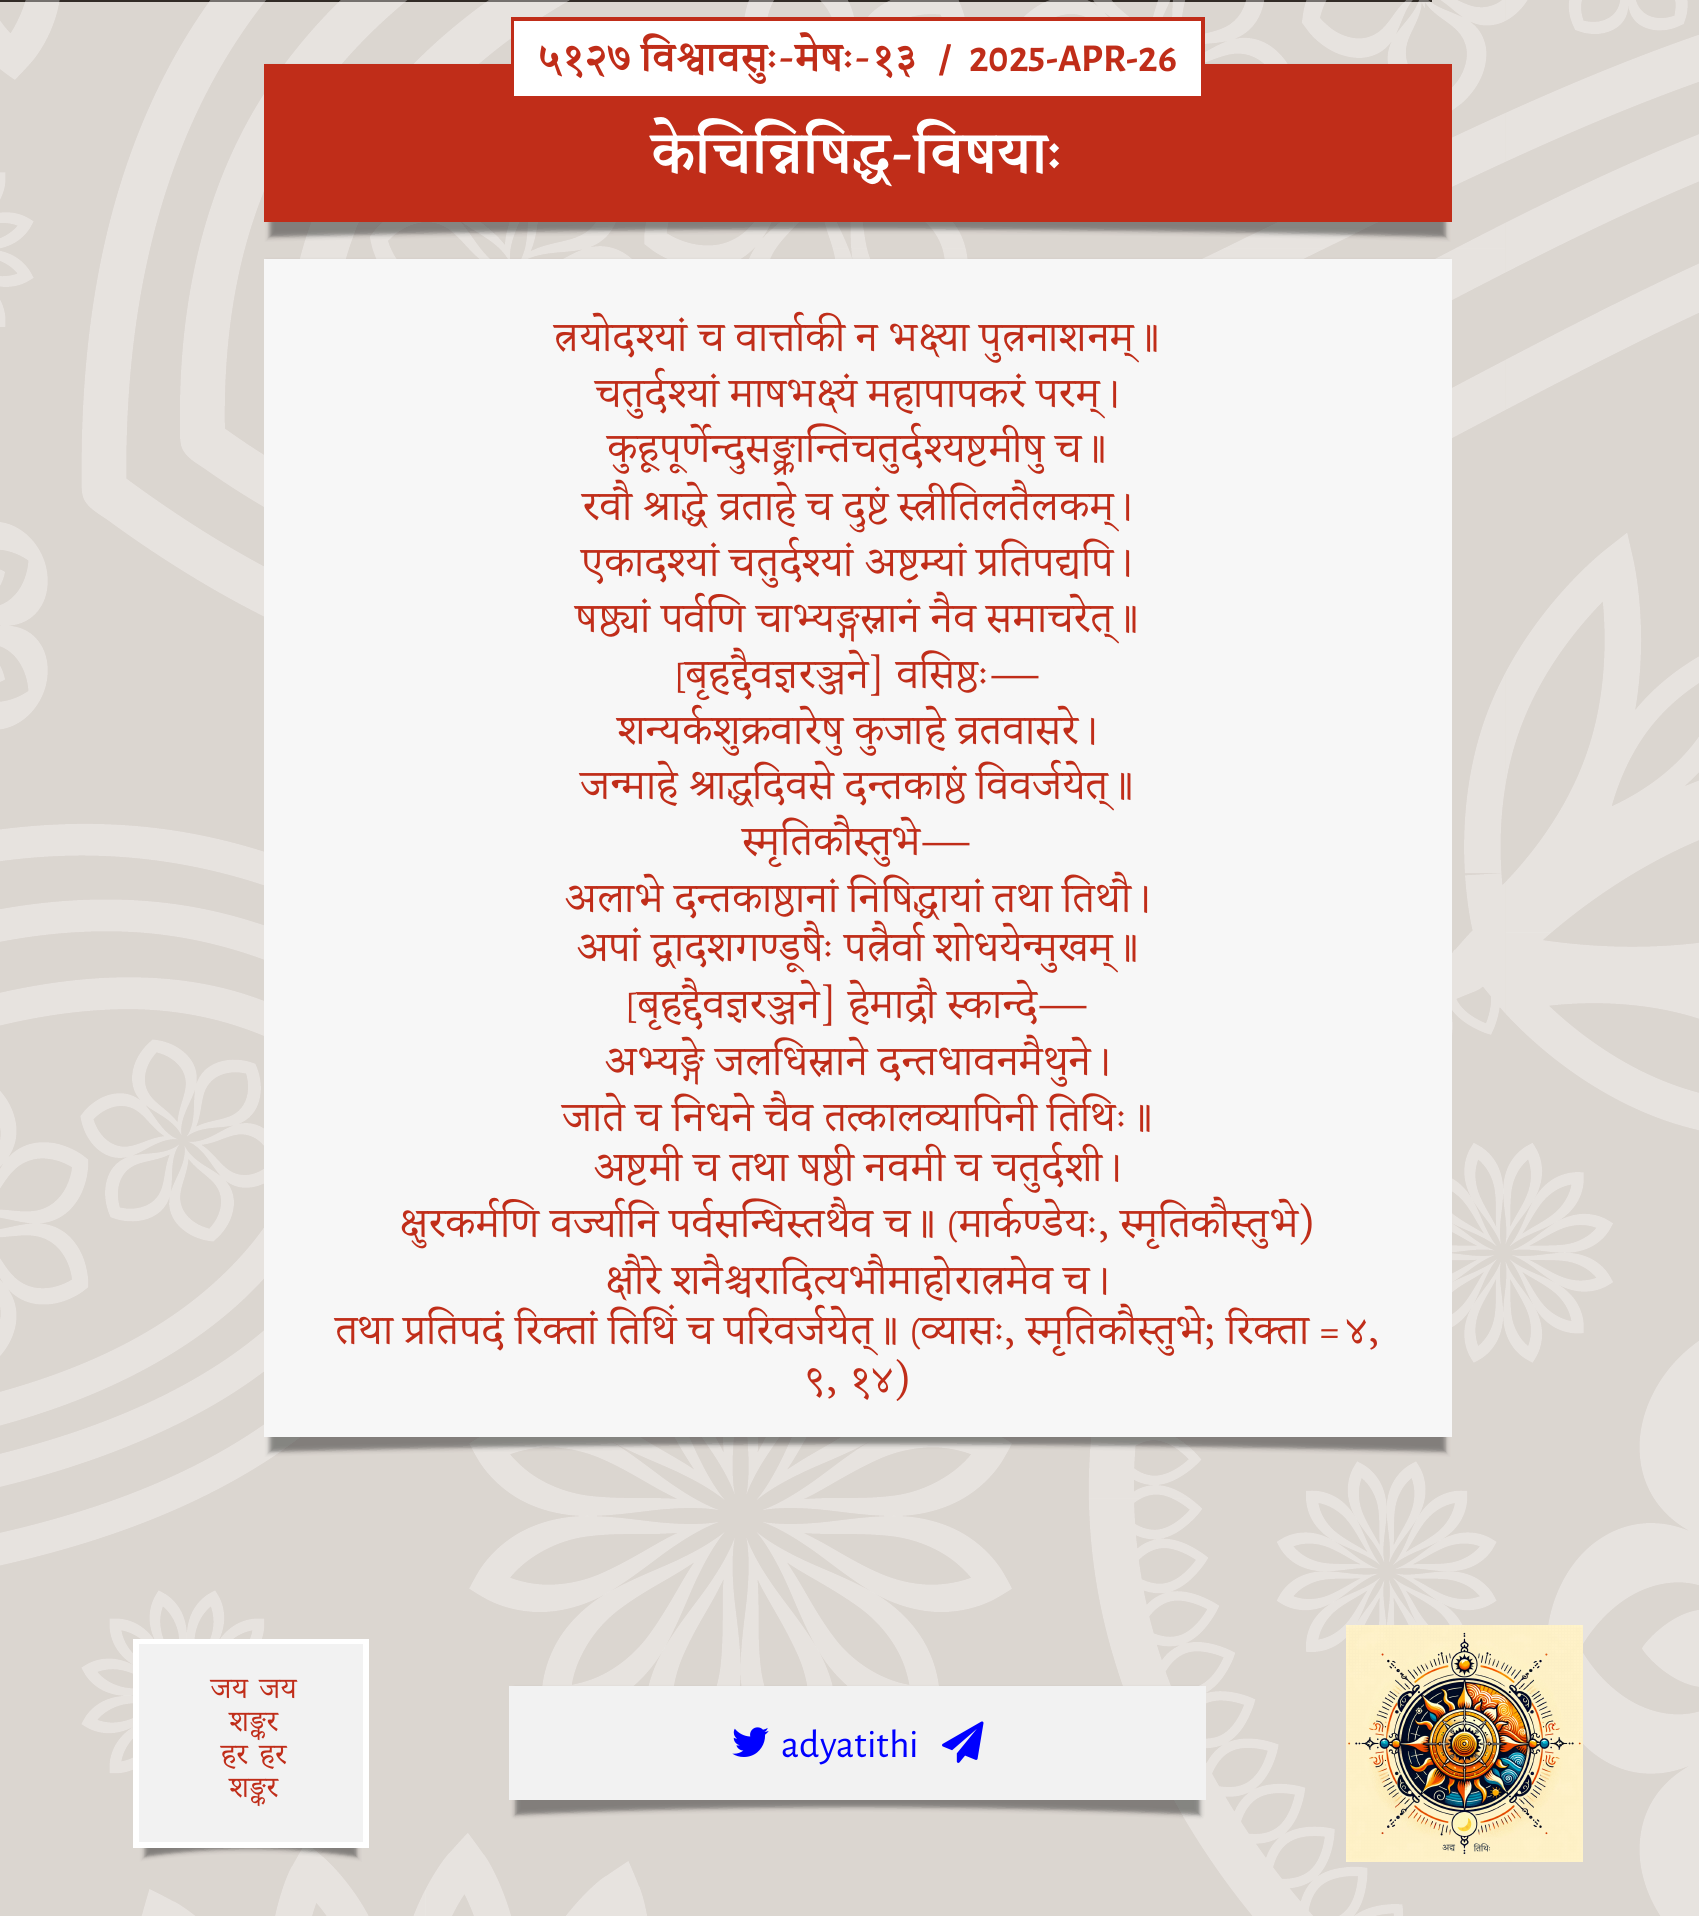 ५१२७ विश्वावसुः-मेषः-१३ / 2025-APR-26
केचिन्निषिद्ध-विषयाः
त्रयोदश्यां च वार्त्ताकी न भक्ष्या पुत्रनाशनम्॥
चतुर्दश्यां माषभक्ष्यं महापापकरं परम्।
कुहूपूर्णेन्दुसङ्क्रान्तिचतुर्दश्यष्टमीषु च॥
रवौ श्राद्धे व्रताहे च दुष्टं स्त्रीतिलतैलकम्।
एकादश्यां चतुर्दश्यां अष्टम्यां प्रतिपद्यपि।
षष्ठ्यां पर्वणि चाभ्यङ्गस्नानं नैव समाचरेत्॥
[बृहद्दैवज्ञरञ्जने] वसिष्ठः—
शन्यर्कशुक्रवारेषु कुजाहे व्रतवासरे।
जन्माहे श्राद्धदिवसे दन्तकाष्ठं विवर्जयेत्॥
स्मृतिकौस्तुभे—
अलाभे दन्तकाष्ठानां निषिद्धायां तथा तिथौ।
अपां द्वादशगण्डूषैः पत्रैर्वा शोधयेन्मुखम्॥
[बृहद्दैवज्ञरञ्जने] हेमाद्रौ स्कान्दे—
अभ्यङ्गे जलधिस्नाने दन्तधावनमैथुने।
जाते च निधने चैव तत्कालव्यापिनी तिथिः॥
अष्टमी च तथा षष्ठी नवमी च चतुर्दशी।
क्षुरकर्मणि वर्ज्यानि पर्वसन्धिस्तथैव च॥ (मार्कण्डेयः, स्मृतिकौस्तुभे)
क्षौरे शनैश्चरादित्यभौमाहोरात्रमेव च।
तथा प्रतिपदं रिक्तां तिथिं च परिवर्जयेत्॥ (व्यासः, स्मृतिकौस्तुभे; रिक्ता = ४,
९, १४)
जय जय
शङ्कर
हर हर
शङ्कर
adyatithi
अद्य तिथिः